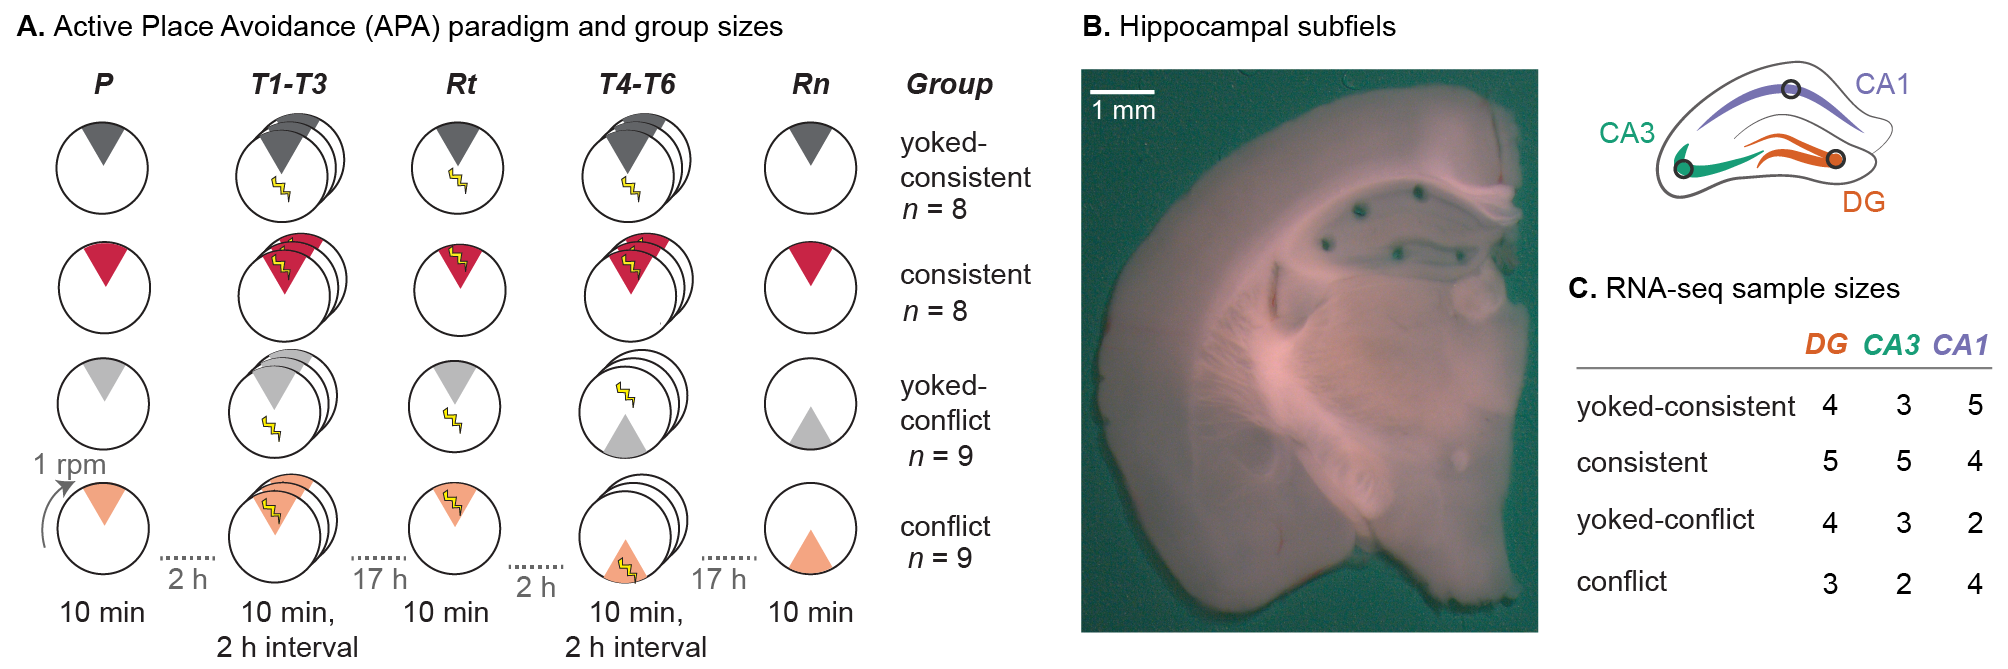 A. Active Place Avoidance (APA) paradigm and group sizes
P T1-T3 Rt T4-T6 Rn Group
yoked-
consistent
n = 8
consistent
n = 8
yoked-
conflict
n = 9
1 rpm
conflict
n = 9
2 h 17 h 2 h 17 h
10 min 10 min, 10 min 10 min, 10 min
2 h interval 2 h interval
B. Hippocampal subfiels
1 mm
CA1
CA3
DG
C. RNA-seq sample sizes
DG CA3 CA1
yoked-consistent 4 3 5
consistent 5 5 4
yoked-conflict 4 3 2
conflict 3 2 4